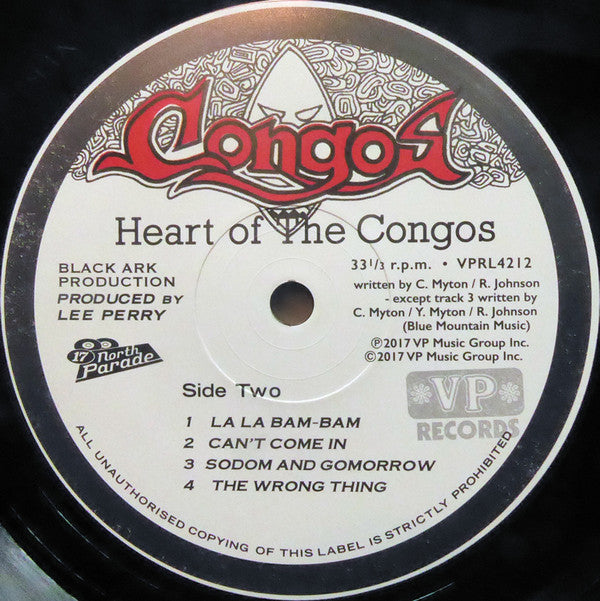 Congos
Heart of The Congos
BLACK ARK
PRODUCTION
PRODUCED BY
LEE PERRY
33 1/3 r.p.m. • VPRL4212
written by C. Myton / R. Johnson
- except track 3 written by
C. Myton / Y. Myton / R. Johnson
(Blue Mountain Music)
℗2017 VP Music Group Inc.
©2017 VP Music Group Inc.
17 North
Parade
VP
RECORDS
Side Two
1 LA LA BAM-BAM
2 CAN'T COME IN
3 SODOM AND GOMORROW
4 THE WRONG THING
ALL UNAUTHORISED COPYING OF THIS LABEL IS STRICTLY PROHIBITED